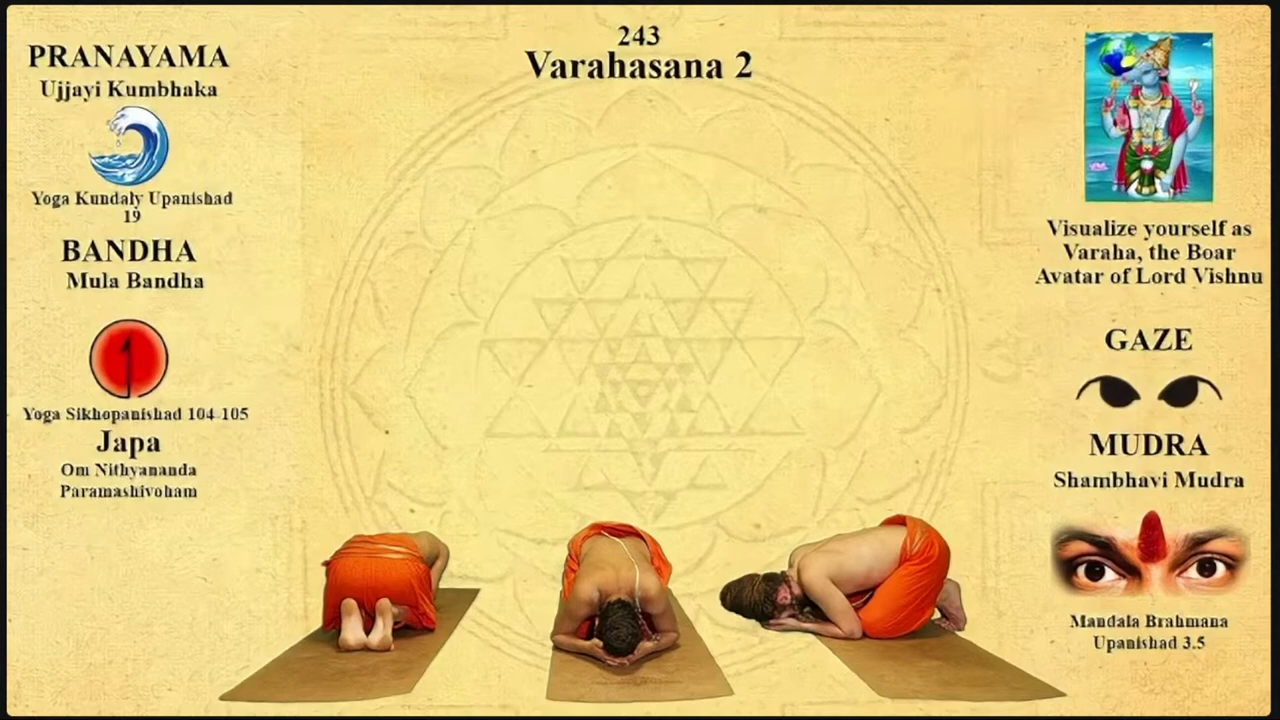 243
Varahasana 2
PRANAYAMA
Ujjayi Kumbhaka
Yoga Kundaly Upanishad
19
BANDHA
Mula Bandha
Yoga Sikhopanishad 104-105
Japa
Om Nithyananda
Paramashivoham
Visualize yourself as
Varaha, the Boar
Avatar of Lord Vishnu
GAZE
MUDRA
Shambhavi Mudra
Mandala Brahmana
Upanishad 3.5